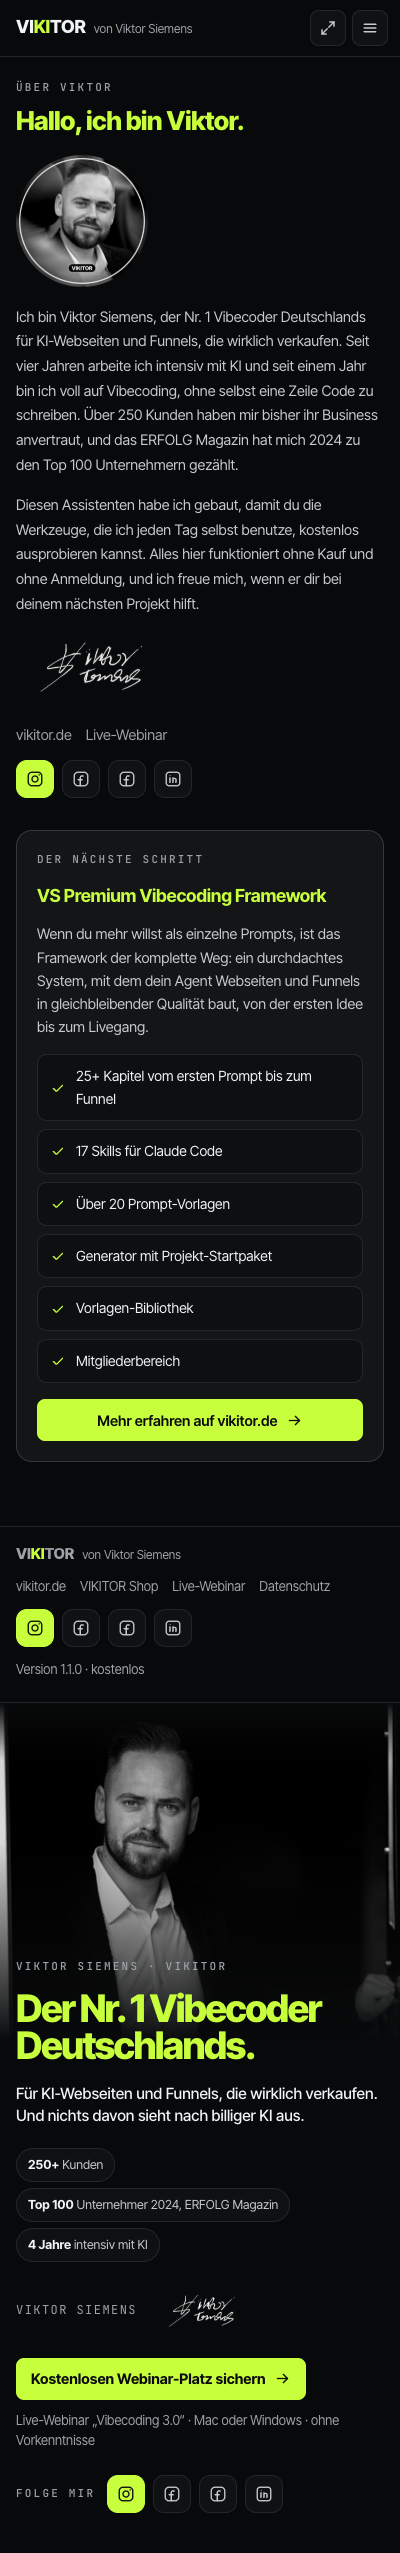 VIKITOR von Viktor Siemens
ÜBER VIKTOR
Hallo, ich bin Viktor.
VIKITOR
Ich bin Viktor Siemens, der Nr. 1 Vibecoder Deutschlands
für KI-Webseiten und Funnels, die wirklich verkaufen. Seit
vier Jahren arbeite ich intensiv mit KI und seit einem Jahr
bin ich voll auf Vibecoding, ohne selbst eine Zeile Code zu
schreiben. Über 250 Kunden haben mir bisher ihr Business
anvertraut, und das ERFOLG Magazin hat mich 2024 zu
den Top 100 Unternehmern gezählt.
Diesen Assistenten habe ich gebaut, damit du die
Werkzeuge, die ich jeden Tag selbst benutze, kostenlos
ausprobieren kannst. Alles hier funktioniert ohne Kauf und
ohne Anmeldung, und ich freue mich, wenn er dir bei
deinem nächsten Projekt hilft.
vikitor.de Live-Webinar
DER NÄCHSTE SCHRITT
VS Premium Vibecoding Framework
Wenn du mehr willst als einzelne Prompts, ist das
Framework der komplette Weg: ein durchdachtes
System, mit dem dein Agent Webseiten und Funnels
in gleichbleibender Qualität baut, von der ersten Idee
bis zum Livegang.
25+ Kapitel vom ersten Prompt bis zum
Funnel
17 Skills für Claude Code
Über 20 Prompt-Vorlagen
Generator mit Projekt-Startpaket
Vorlagen-Bibliothek
Mitgliederbereich
Mehr erfahren auf vikitor.de →
VIKITOR von Viktor Siemens
vikitor.de VIKITOR Shop Live-Webinar Datenschutz
Version 1.1.0 · kostenlos
VIKTOR SIEMENS · VIKITOR
Der Nr. 1 Vibecoder
Deutschlands.
Für KI-Webseiten und Funnels, die wirklich verkaufen.
Und nichts davon sieht nach billiger KI aus.
250+ Kunden
Top 100 Unternehmer 2024, ERFOLG Magazin
4 Jahre intensiv mit KI
VIKTOR SIEMENS
Kostenlosen Webinar-Platz sichern →
Live-Webinar „Vibecoding 3.0“ · Mac oder Windows · ohne
Vorkenntnisse
FOLGE MIR